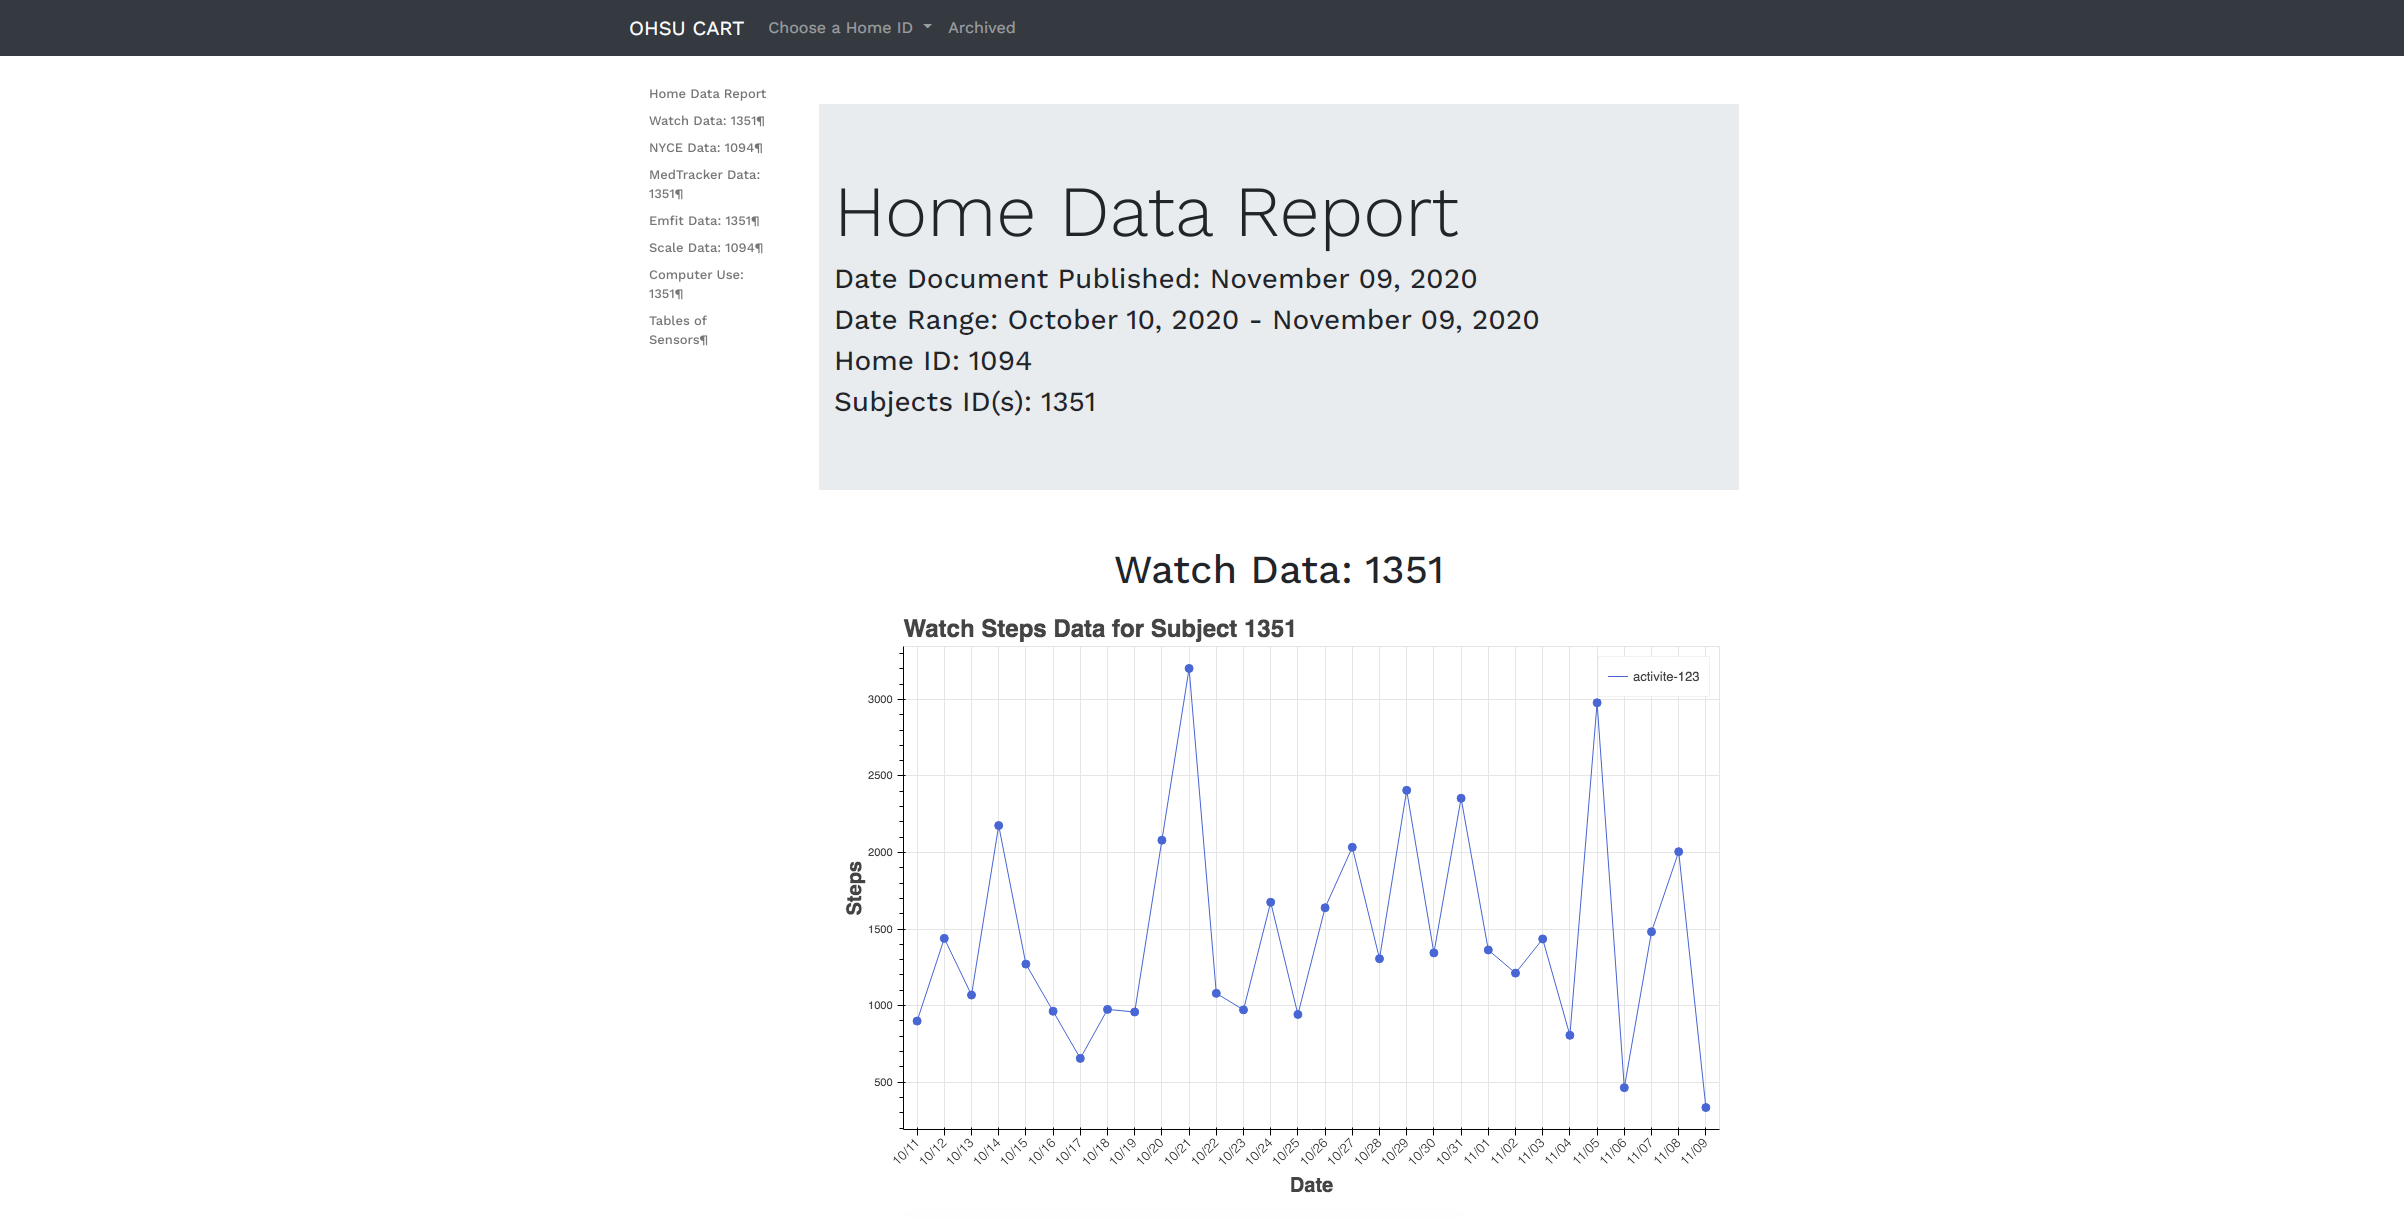 OHSU CART Choose a Home ID Archived
Home Data Report
Watch Data: 1351¶
NYCE Data: 1094¶
MedTracker Data:
1351¶
Emfit Data: 1351¶
Scale Data: 1094¶
Computer Use:
1351¶
Tables of
Sensors¶
Home Data Report
Date Document Published: November 09, 2020
Date Range: October 10, 2020 - November 09, 2020
Home ID: 1094
Subjects ID(s): 1351
Watch Data: 1351
Watch Steps Data for Subject 1351
activite-123
3000
2500
2000
1500
1000
500
Steps
10/11 10/12 10/13 10/14 10/15 10/16 10/17 10/18 10/19 10/20 10/21 10/22 10/23 10/24 10/25 10/26 10/27 10/28 10/29 10/30 10/31 11/01 11/02 11/03 11/04 11/05 11/06 11/07 11/08 11/09
Date